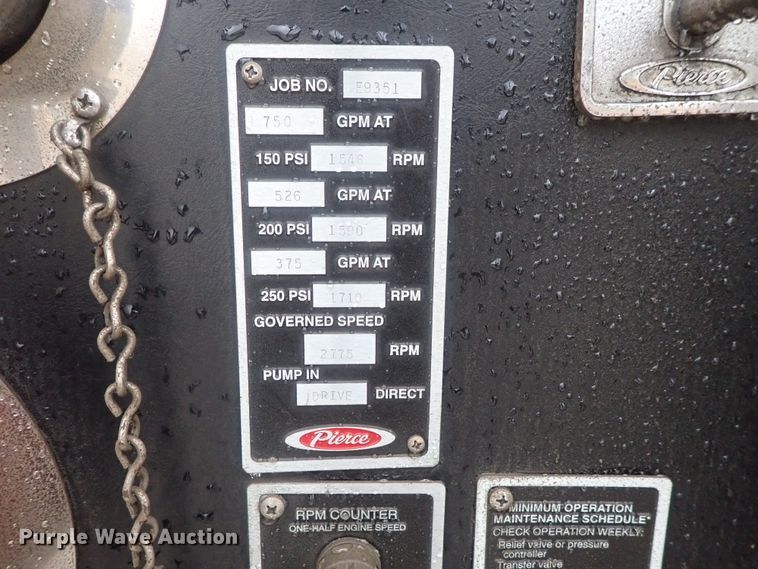 Pierce
JOB NO. E9351
750 GPM AT
150 PSI 1546 RPM
526 GPM AT
200 PSI 1590 RPM
375 GPM AT
250 PSI 1710 RPM
GOVERNED SPEED
2775 RPM
PUMP IN
DRIVE DIRECT
Pierce
RPM COUNTER
ONE-HALF ENGINE SPEED
MINIMUM OPERATION
MAINTENANCE SCHEDULE
CHECK OPERATION WEEKLY:
Relief valve or pressure
controller
Transfer valve
Purple Wave Auction